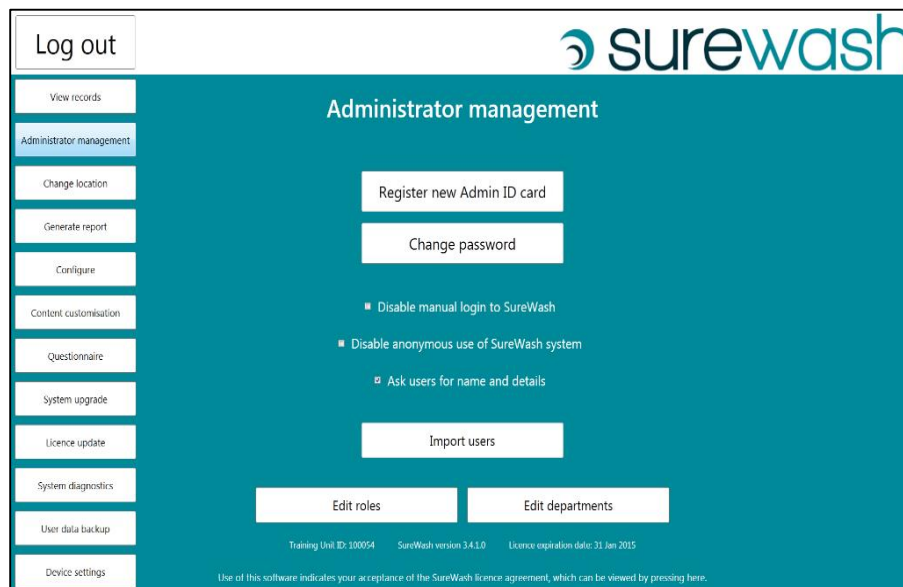 Log out
surewash
View records
Administrator management
Change location
Generate report
Configure
Content customisation
Questionnaire
System upgrade
Licence update
System diagnostics
User data backup
Device settings
Administrator management
Register new Admin ID card
Change password
Disable manual login to SureWash
Disable anonymous use of SureWash system
Ask users for name and details
Import users
Edit roles
Edit departments
Training Unit ID: 100054 SureWash version 3.4.1.0 Licence expiration date: 31 Jan 2015
Use of this software indicates your acceptance of the SureWash licence agreement, which can be viewed by pressing here.